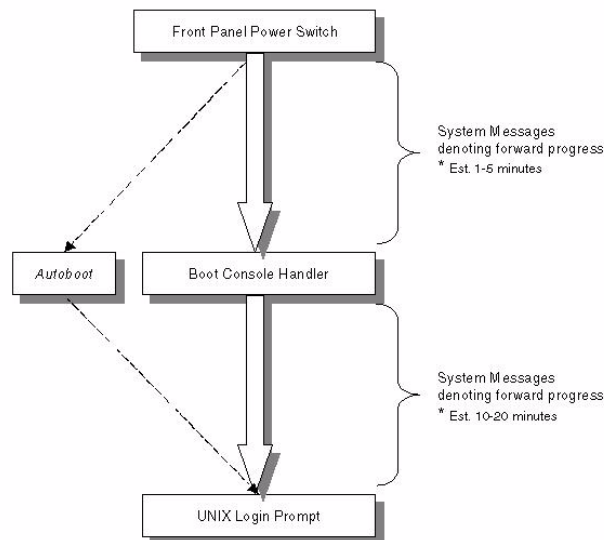 Front Panel Power Switch
System Messages
denoting forward progress
* Est. 1-5 minutes
Autoboot
Boot Console Handler
System Messages
denoting forward progress
* Est. 10-20 minutes
UNIX Login Prompt